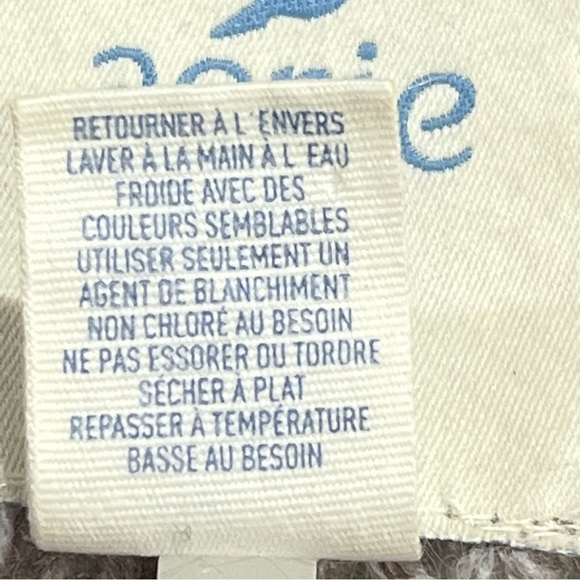 RETOURNER À L'ENVERS
LAVER À LA MAIN À L'EAU
FROIDE AVEC DES
COULEURS SEMBLABLES
UTILISER SEULEMENT UN
AGENT DE BLANCHIMENT
NON CHLORÉ AU BESOIN
NE PAS ESSORER OU TORDRE
SÉCHER À PLAT
REPASSER À TEMPÉRATURE
BASSE AU BESOIN